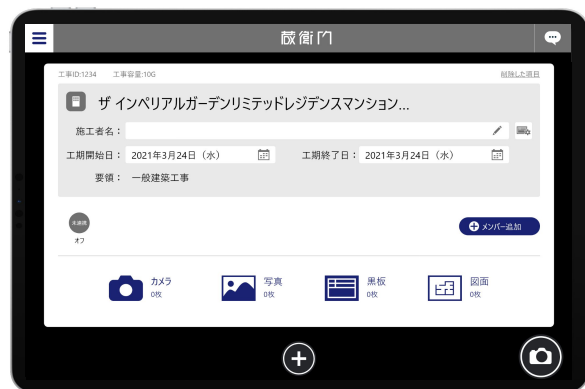 蔵衛門
工事ID:1234 工事容量:10G 削除した項目
ザ インペリアルガーデンリミテッドレジデンスマンション...
施工者名：
工期開始日： 2021年3月24日（水） 工期終了日： 2021年3月24日（水）
要領： 一般建築工事
未連携
オフ
メンバー追加
カメラ
0枚
写真
0枚
黒板
0枚
図面
0枚